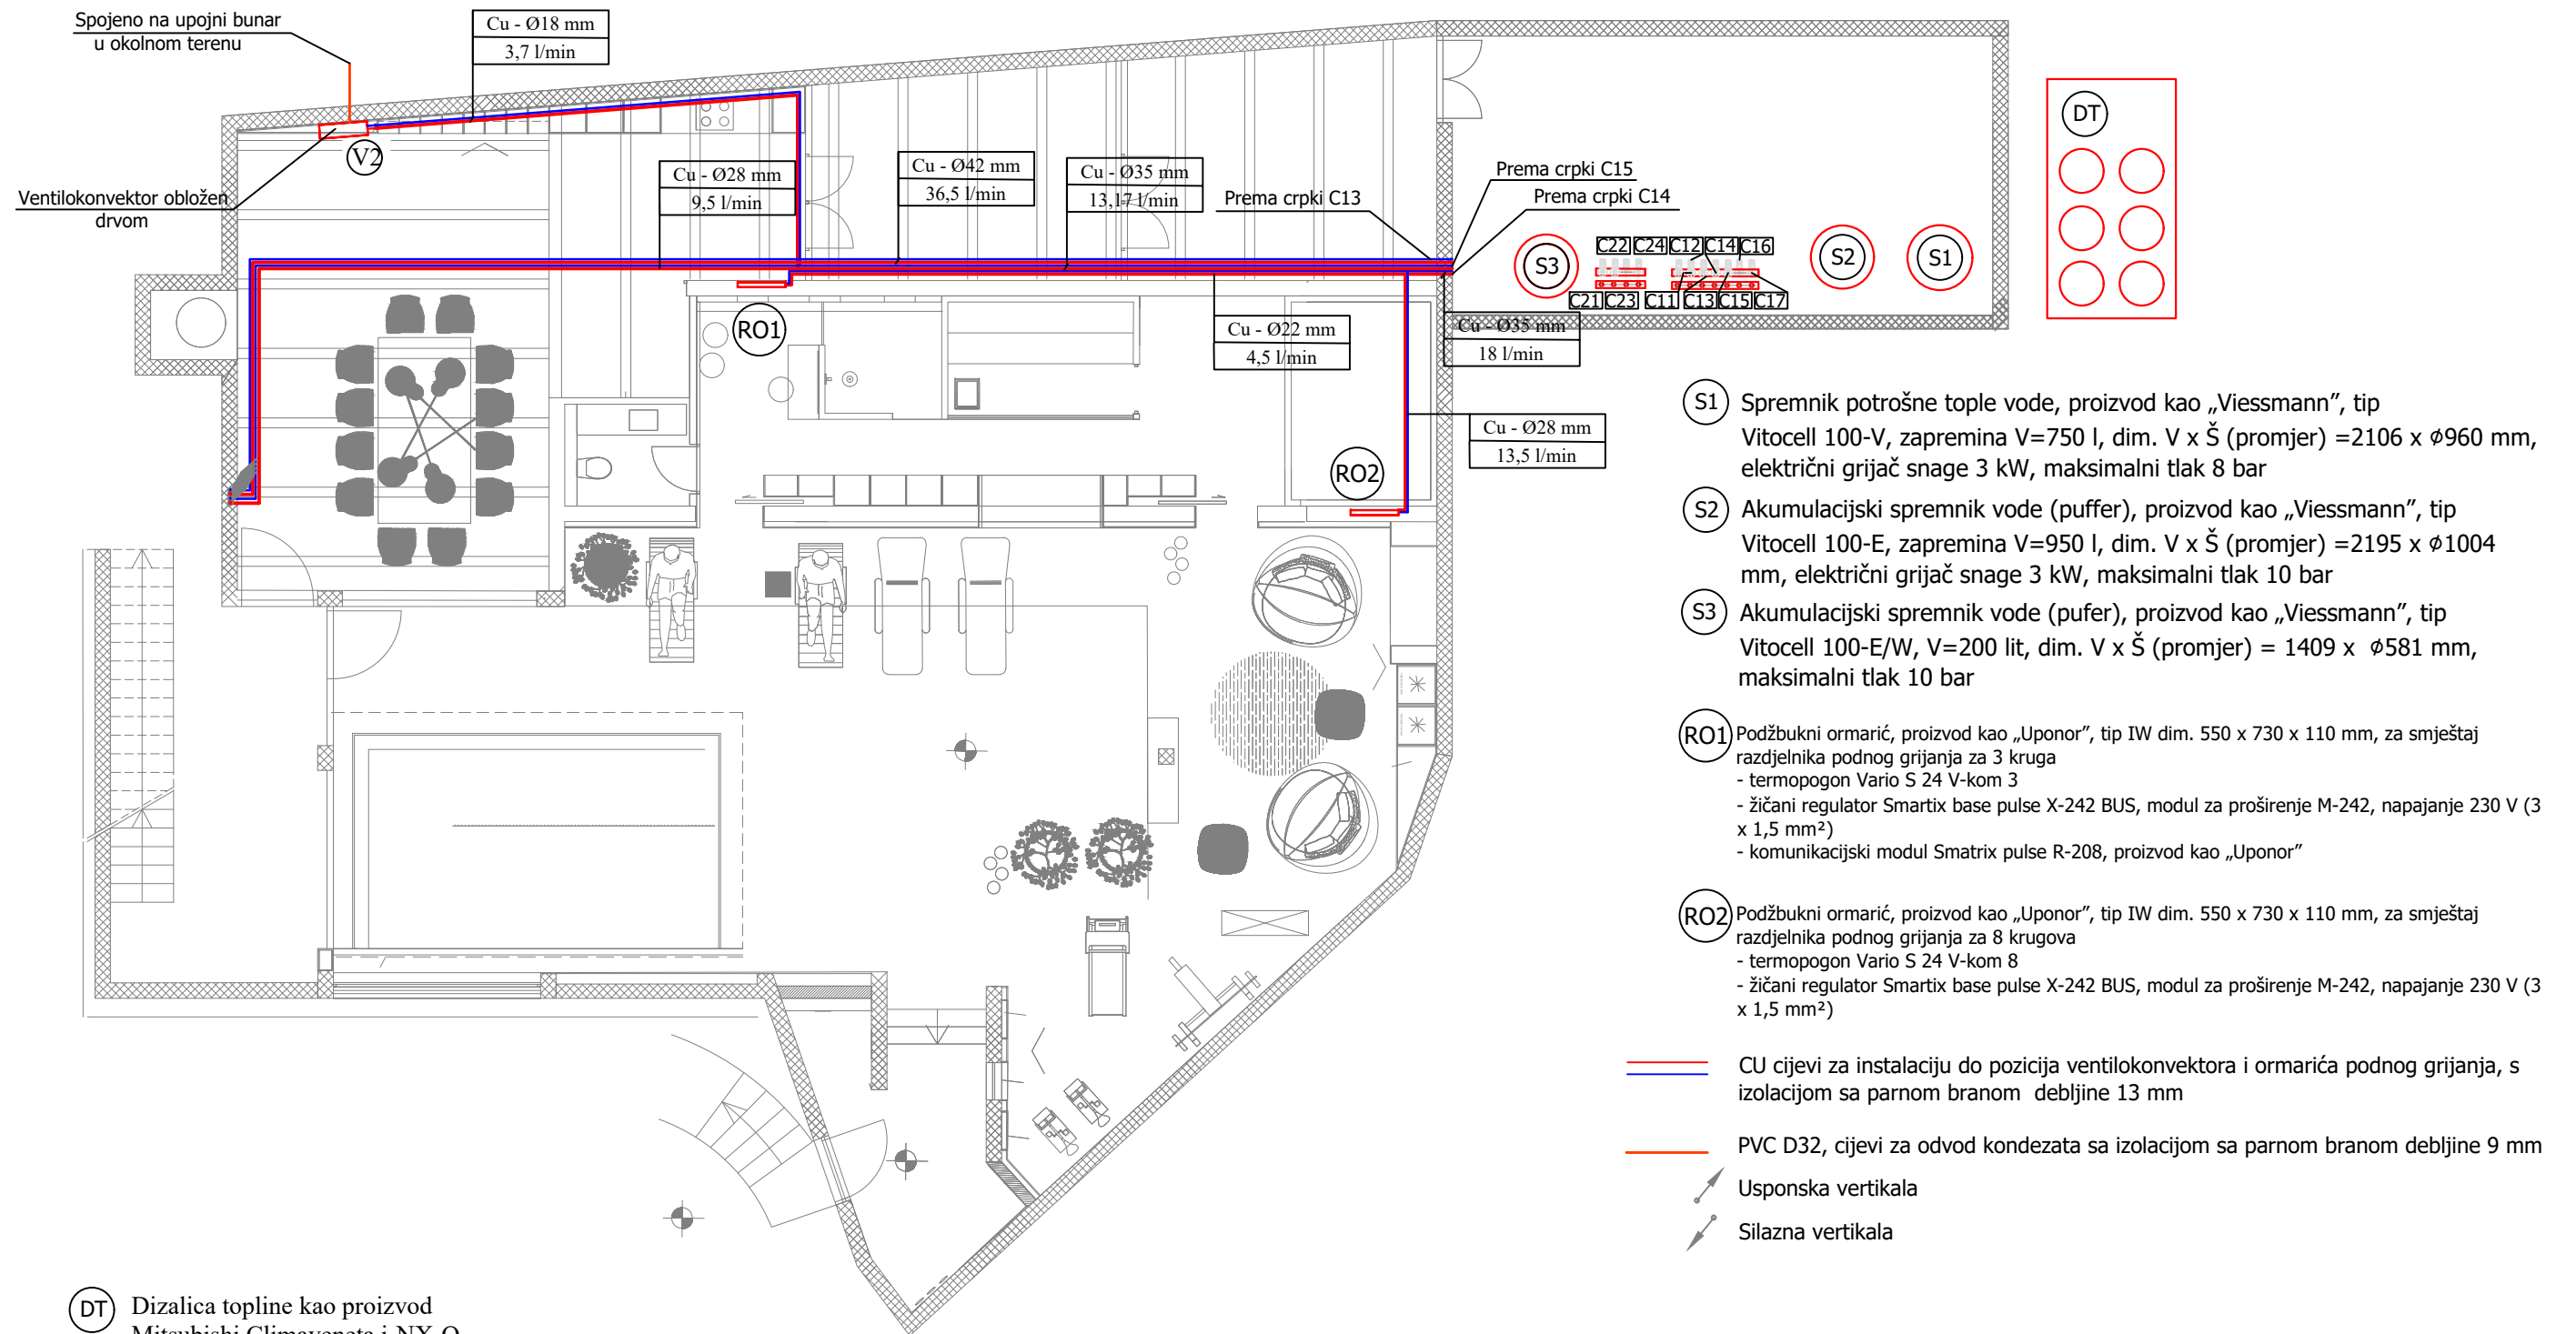 Spojeno na upojni bunar
u okolnom terenu
Cu - Ø18 mm
3,7 l/min
V2
Ventilokonvektor obložen
drvom
Cu - Ø28 mm
9,5 l/min
Cu - Ø42 mm
36,5 l/min
Cu - Ø35 mm
13,17 l/min
Prema crpki C13
Prema crpki C15
Prema crpki C14
DT
C22 C24 C12 C14 C16
S3
S2
S1
C21 C23 C11 C13 C15 C17
RO1
Cu - Ø22 mm
4,5 l/min
Cu - Ø35 mm
18 l/min
Cu - Ø28 mm
13,5 l/min
RO2
S1 Spremnik potrošne tople vode, proizvod kao „Viessmann”, tip
Vitocell 100-V, zapremina V=750 l, dim. V x Š (promjer) =2106 x ϕ960 mm,
električni grijač snage 3 kW, maksimalni tlak 8 bar
S2 Akumulacijski spremnik vode (puffer), proizvod kao „Viessmann”, tip
Vitocell 100-E, zapremina V=950 l, dim. V x Š (promjer) =2195 x ϕ1004
mm, električni grijač snage 3 kW, maksimalni tlak 10 bar
S3 Akumulacijski spremnik vode (pufer), proizvod kao „Viessmann”, tip
Vitocell 100-E/W, V=200 lit, dim. V x Š (promjer) = 1409 x ϕ581 mm,
maksimalni tlak 10 bar
RO1 Podžbukni ormarić, proizvod kao „Uponor”, tip IW dim. 550 x 730 x 110 mm, za smještaj
razdjelnika podnog grijanja za 3 kruga
- termopogon Vario S 24 V-kom 3
- žičani regulator Smartix base pulse X-242 BUS, modul za proširenje M-242, napajanje 230 V (3
x 1,5 mm²)
- komunikacijski modul Smatrix pulse R-208, proizvod kao „Uponor”
RO2 Podžbukni ormarić, proizvod kao „Uponor”, tip IW dim. 550 x 730 x 110 mm, za smještaj
razdjelnika podnog grijanja za 8 krugova
- termopogon Vario S 24 V-kom 8
- žičani regulator Smartix base pulse X-242 BUS, modul za proširenje M-242, napajanje 230 V (3
x 1,5 mm²)
CU cijevi za instalaciju do pozicija ventilokonvektora i ormarića podnog grijanja, s
izolacijom sa parnom branom debljine 13 mm
PVC D32, cijevi za odvod kondezata sa izolacijom sa parnom branom debljine 9 mm
Usponska vertikala
Silazna vertikala
DT Dizalica topline kao proizvod
Mitsubishi Climaveneta i-NX-Q